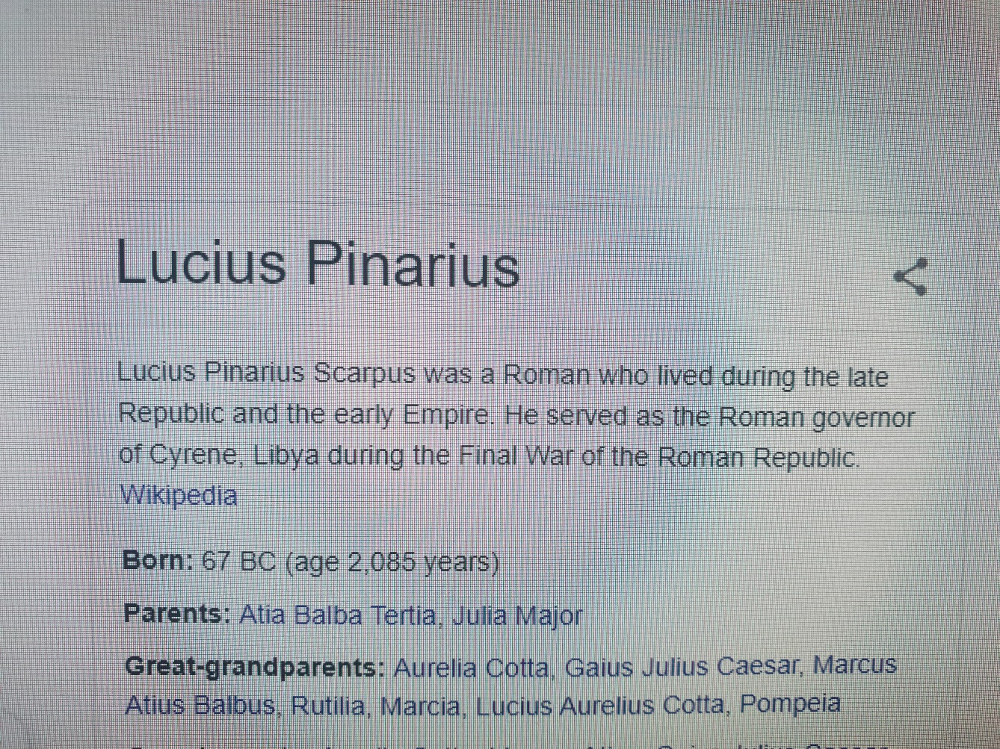 Lucius Pinarius
Lucius Pinarius Scarpus was a Roman who lived during the late
Republic and the early Empire. He served as the Roman governor
of Cyrene, Libya during the Final War of the Roman Republic.
Wikipedia
Born: 67 BC (age 2,085 years)
Parents: Atia Balba Tertia, Julia Major
Great-grandparents: Aurelia Cotta, Gaius Julius Caesar, Marcus
Atius Balbus, Rutilia, Marcia, Lucius Aurelius Cotta, Pompeia